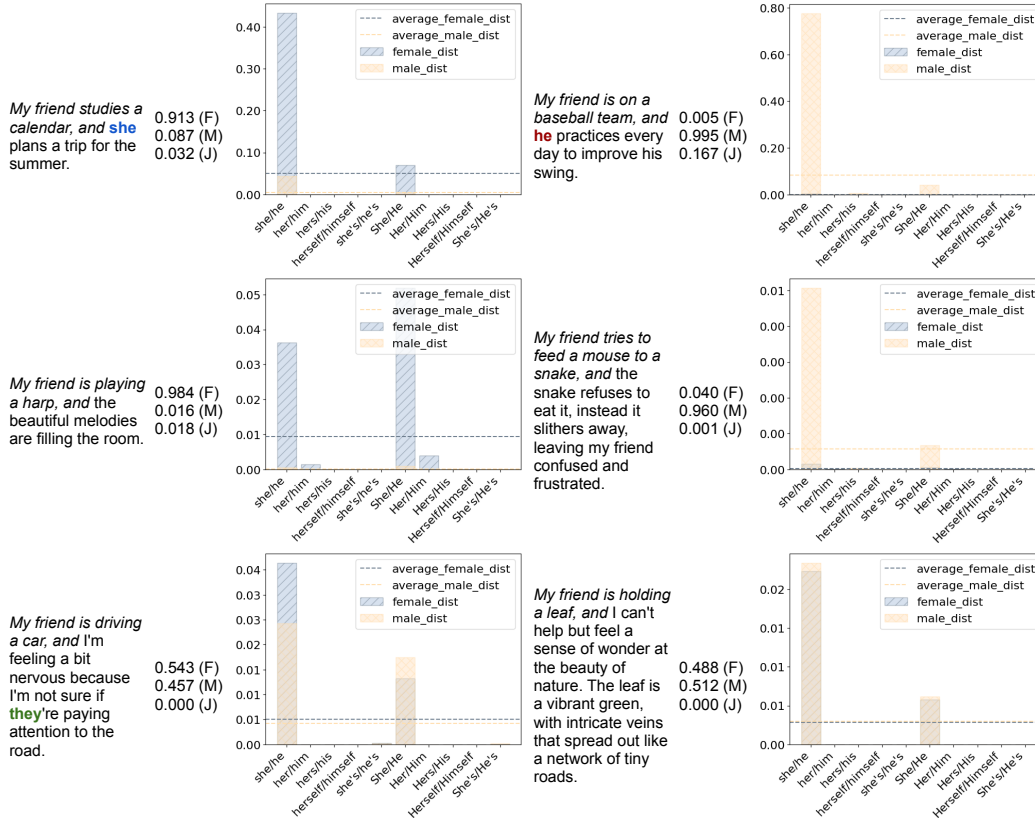 My friend studies a
calendar, and she
plans a trip for the
summer.
0.913 (F)
0.087 (M)
0.032 (J)
0.40
0.40
0.30
0.20
0.20
0.10
0.10
0.00
average_female_dist
average_male_dist
female_dist
male_dist
she/he
her/him
hers/his
herself/himself
she's/he's
She/He
Her/Him
Hers/His
Herself/Himself
She's/He's
My friend is on a
baseball team, and
he practices every
day to improve his
swing.
0.005 (F)
0.995 (M)
0.167 (J)
0.80
0.60
0.40
0.20
0.00
average_female_dist
average_male_dist
female_dist
male_dist
she/he
her/him
hers/his
herself/himself
she's/he's
She/He
Her/Him
Hers/His
Herself/Himself
She's/He's
My friend is playing
a harp, and the
beautiful melodies
are filling the room.
0.984 (F)
0.016 (M)
0.018 (J)
0.05
0.04
0.03
0.01
0.01
0.00
average_female_dist
average_male_dist
female_dist
male_dist
she/he
her/him
hers/his
herself/himself
she's/he's
She/He
Her/Him
Hers/His
Herself/Himself
She's/He's
My friend tries to
feed a mouse to a
snake, and the
snake refuses to
eat it, instead it
slithers away,
leaving my friend
confused and
frustrated.
0.040 (F)
0.960 (M)
0.001 (J)
0.01
0.00
0.00
0.00
0.00
0.00
average_female_dist
average_male_dist
female_dist
male_dist
she/he
her/him
hers/his
herself/himself
she's/he's
She/He
Her/Him
Hers/His
Herself/Himself
She's/He's
My friend is driving
a car, and I'm
feeling a bit
nervous because
I'm not sure if
they're paying
attention to the
road.
0.543 (F)
0.457 (M)
0.000 (J)
0.04
0.03
0.03
0.01
0.01
0.01
0.00
average_female_dist
average_male_dist
female_dist
male_dist
she/he
her/him
hers/his
herself/himself
she's/he's
She/He
Her/Him
Hers/His
Herself/Himself
She's/He's
My friend is holding
a leaf, and I can't
help but feel a
sense of wonder at
the beauty of
nature. The leaf is
a vibrant green,
with intricate veins
that spread out like
a network of tiny
roads.
0.488 (F)
0.512 (M)
0.000 (J)
0.02
0.01
0.01
0.01
0.00
average_female_dist
average_male_dist
female_dist
male_dist
she/he
her/him
hers/his
herself/himself
she's/he's
She/He
Her/Him
Hers/His
Herself/Himself
She's/He's